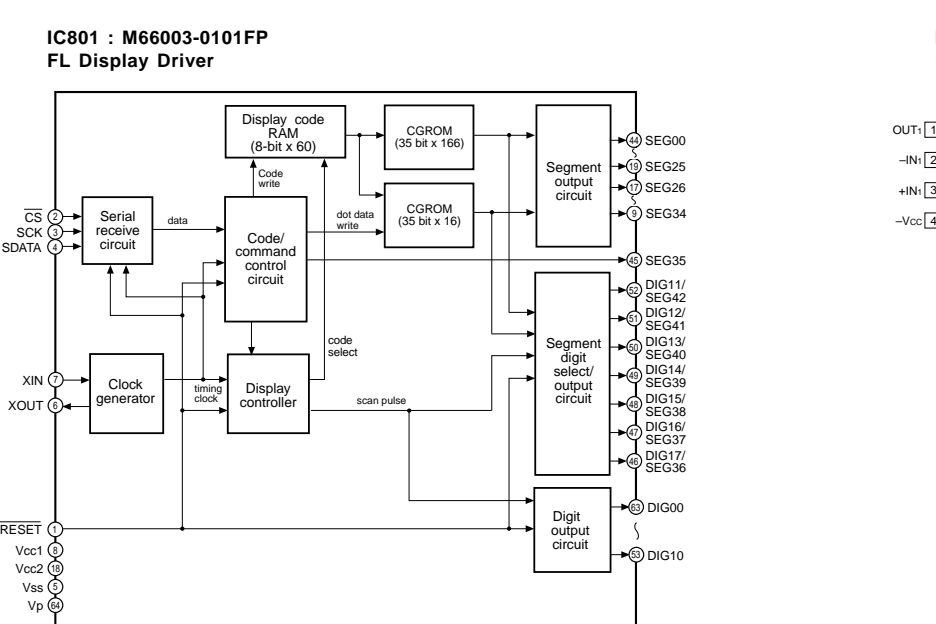 IC801 : M66003-0101FP
FL Display Driver
Display code
RAM
(8-bit x 60)
CGROM
(35 bit x 166)
CGROM
(35 bit x 16)
Segment
output
circuit
44 SEG00
19 SEG25
17 SEG26
9 SEG34
45 SEG35
Code
write
dot data
write
CS 2
SCK 3
SDATA 4
Serial
receive
circuit
data
Code/
command
control
circuit
code
select
XIN 7
XOUT 6
Clock
generator
timing
clock
Display
controller
scan pulse
Segment
digit
select/
output
circuit
52 DIG11/
SEG42
51 DIG12/
SEG41
50 DIG13/
SEG40
49 DIG14/
SEG39
48 DIG15/
SEG38
47 DIG16/
SEG37
46 DIG17/
SEG36
Digit
output
circuit
63 DIG00
53 DIG10
RESET 1
Vcc1 8
Vcc2 18
Vss 5
Vp 64
OUT1 1
–IN1 2
+IN1 3
–Vcc 4